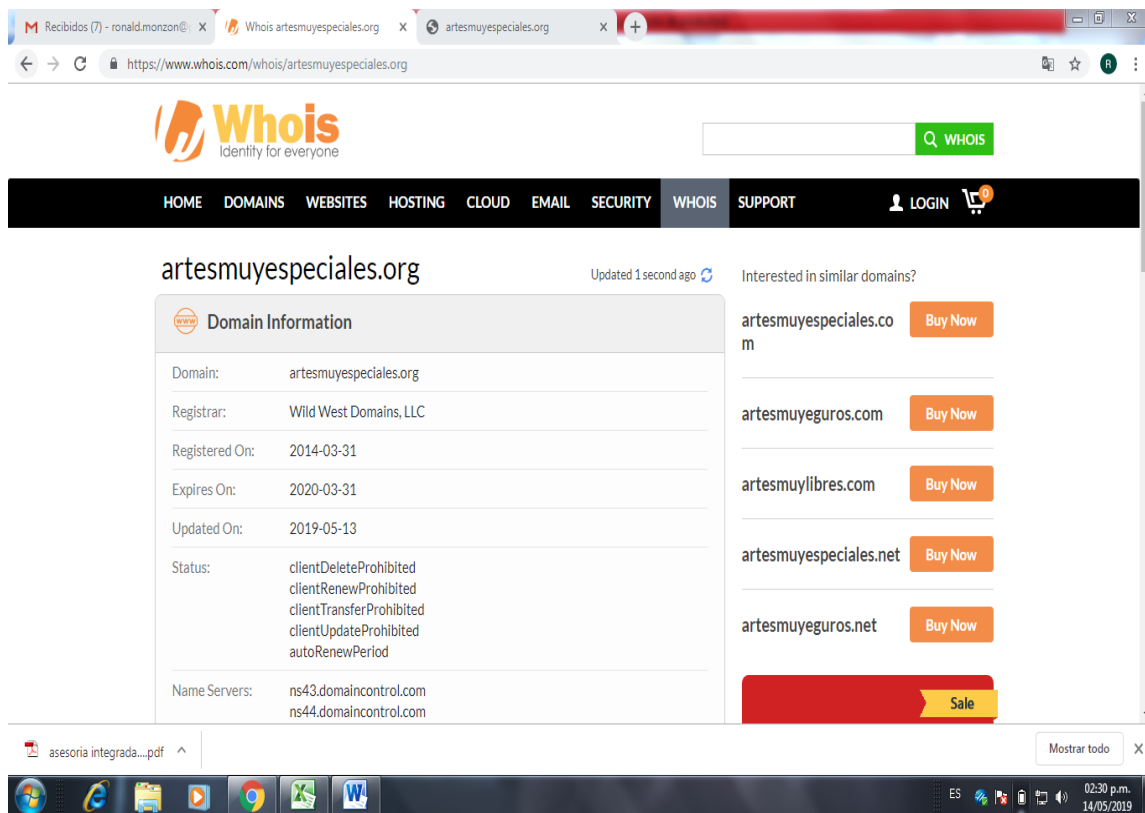 Recibidos (7) - ronald.monzon@
Whois artesmuyespeciales.org
artesmuyespeciales.org
https://www.whois.com/whois/artesmuyespeciales.org
R
Whois
Identity for everyone
WHOIS
HOME DOMAINS WEBSITES HOSTING CLOUD EMAIL SECURITY WHOIS SUPPORT LOGIN 0
artesmuyespeciales.org
Updated 1 second ago
www
Domain Information
Domain: artesmuyespeciales.org
Registrar: Wild West Domains, LLC
Registered On: 2014-03-31
Expires On: 2020-03-31
Updated On: 2019-05-13
Status: clientDeleteProhibited
clientRenewProhibited
clientTransferProhibited
clientUpdateProhibited
autoRenewPeriod
Name Servers: ns43.domaincontrol.com
ns44.domaincontrol.com
Interested in similar domains?
artesmuyespeciales.co
m
Buy Now
artesmuyeguros.com Buy Now
artesmuylibres.com Buy Now
artesmuyespeciales.net Buy Now
artesmuyeguros.net Buy Now
Sale
asesoria integrada....pdf
Mostrar todo
ES
02:30 p.m.
14/05/2019